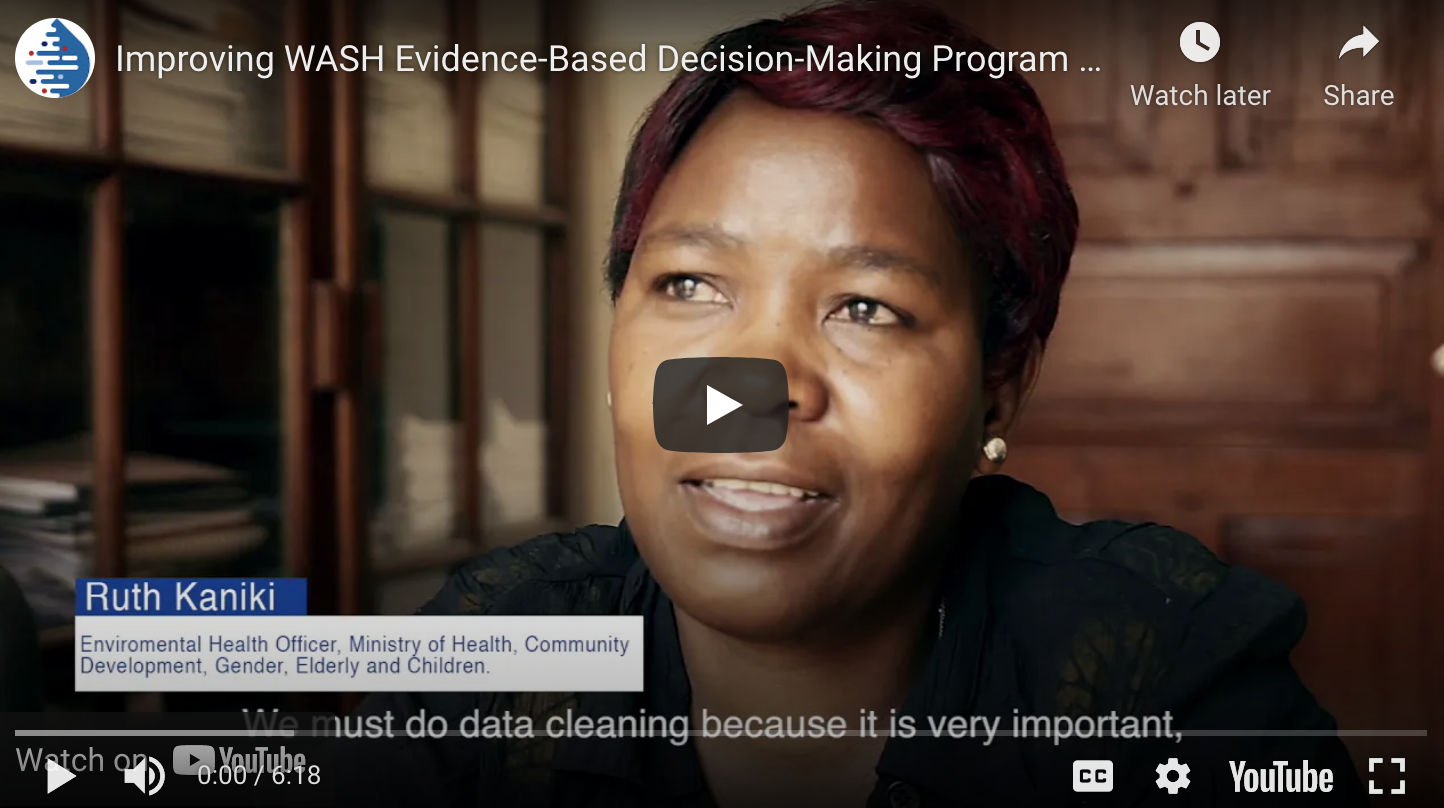 Improving WASH Evidence-Based Decision-Making Program ...
Watch later
Share
Ruth Kaniki
Enviromental Health Officer, Ministry of Health, Community
Development, Gender, Elderly and Children.
We must do data cleaning because it is very important,
Watch on YouTube
0:00 / 6:18
CC
YouTube